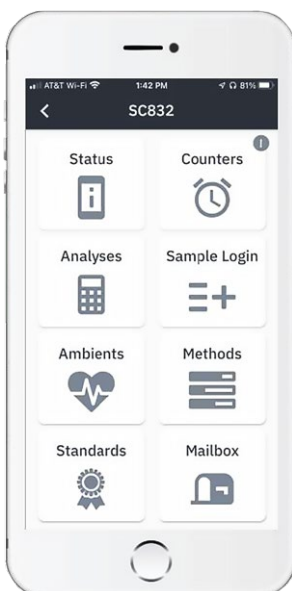 AT&T Wi-Fi 1:42 PM 81%
SC832
Status Counters
Analyses Sample Login
Ambients Methods
Standards Mailbox